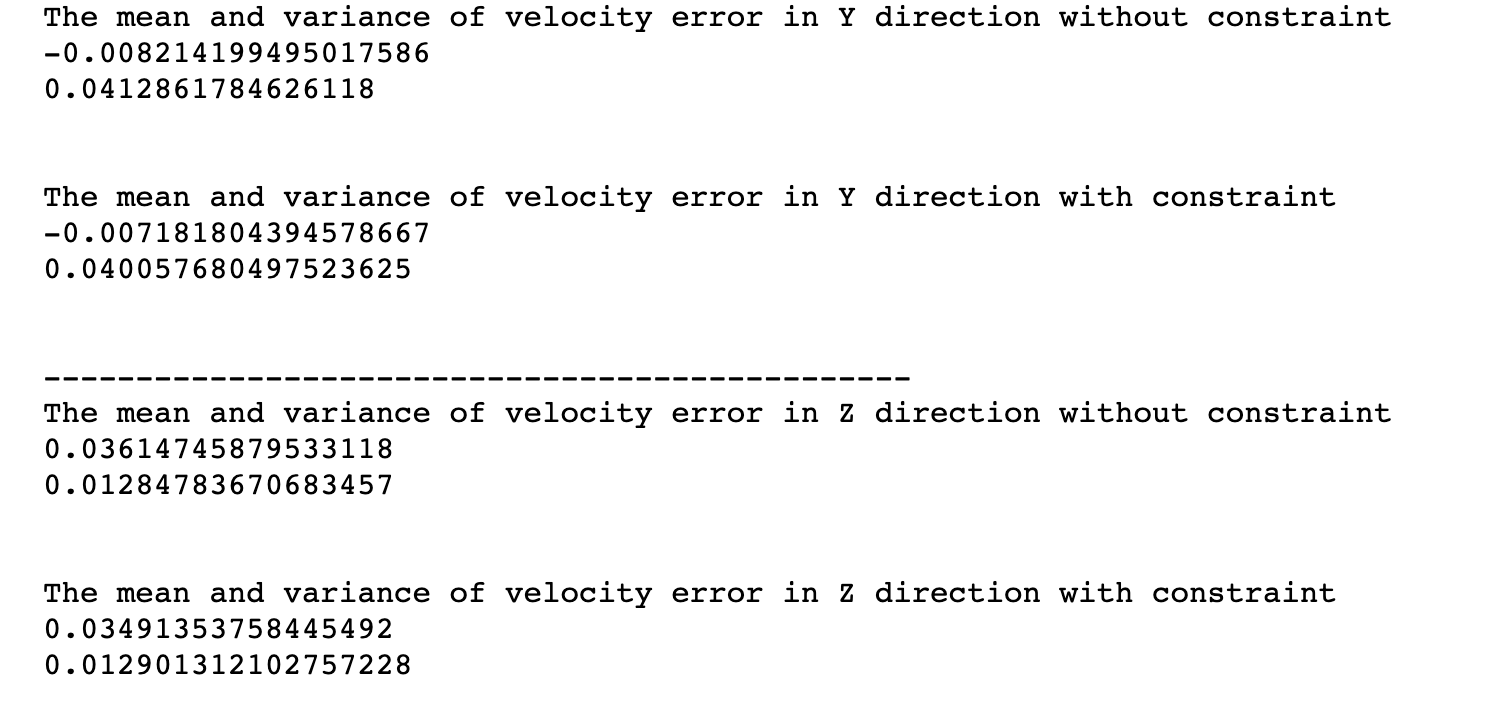 The mean and variance of velocity error in Y direction without constraint
-0.008214199495017586
0.0412861784626118
The mean and variance of velocity error in Y direction with constraint
-0.007181804394578667
0.040057680497523625
-----------------------------------------------
The mean and variance of velocity error in Z direction without constraint
0.03614745879533118
0.01284783670683457
The mean and variance of velocity error in Z direction with constraint
0.03491353758445492
0.012901312102757228